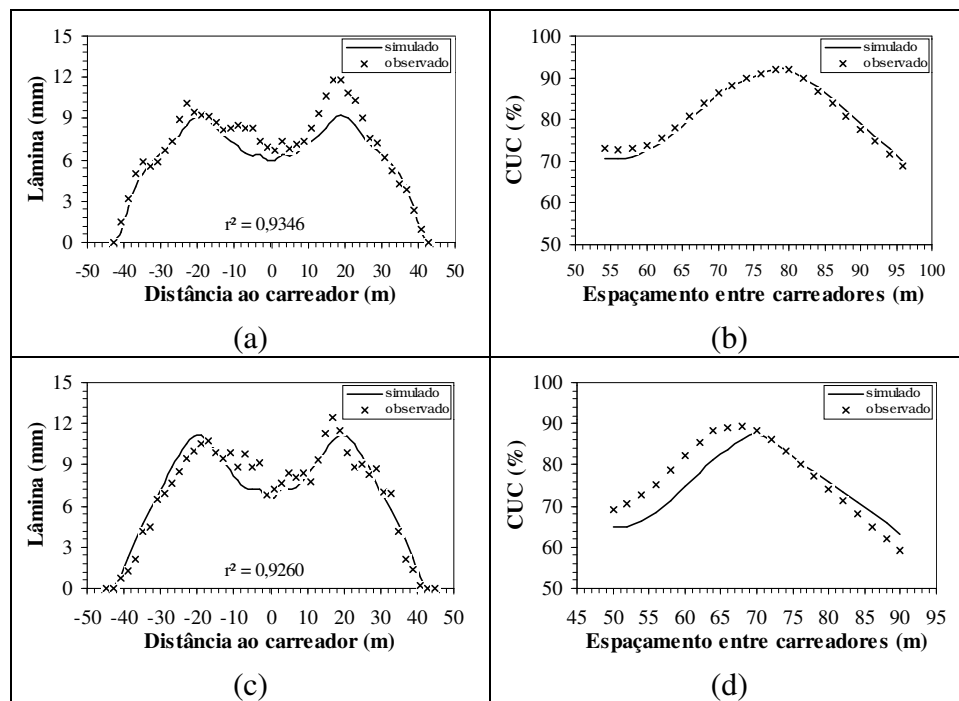 15
12
9
6
3
0
Lâmina (mm)
simulado
observado
r² = 0,9346
-50 -40 -30 -20 -10 0 10 20 30 40 50
Distância ao carreador (m)
(a)
100
90
80
70
60
50
CUC (%)
simulado
observado
50 55 60 65 70 75 80 85 90 95 100
Espaçamento entre carreadores (m)
(b)
15
12
9
6
3
0
Lâmina (mm)
simulado
observado
r² = 0,9260
-50 -40 -30 -20 -10 0 10 20 30 40 50
Distância ao carreador (m)
(c)
100
90
80
70
60
50
CUC (%)
simulado
observado
45 50 55 60 65 70 75 80 85 90 95
Espaçamento entre carreadores (m)
(d)